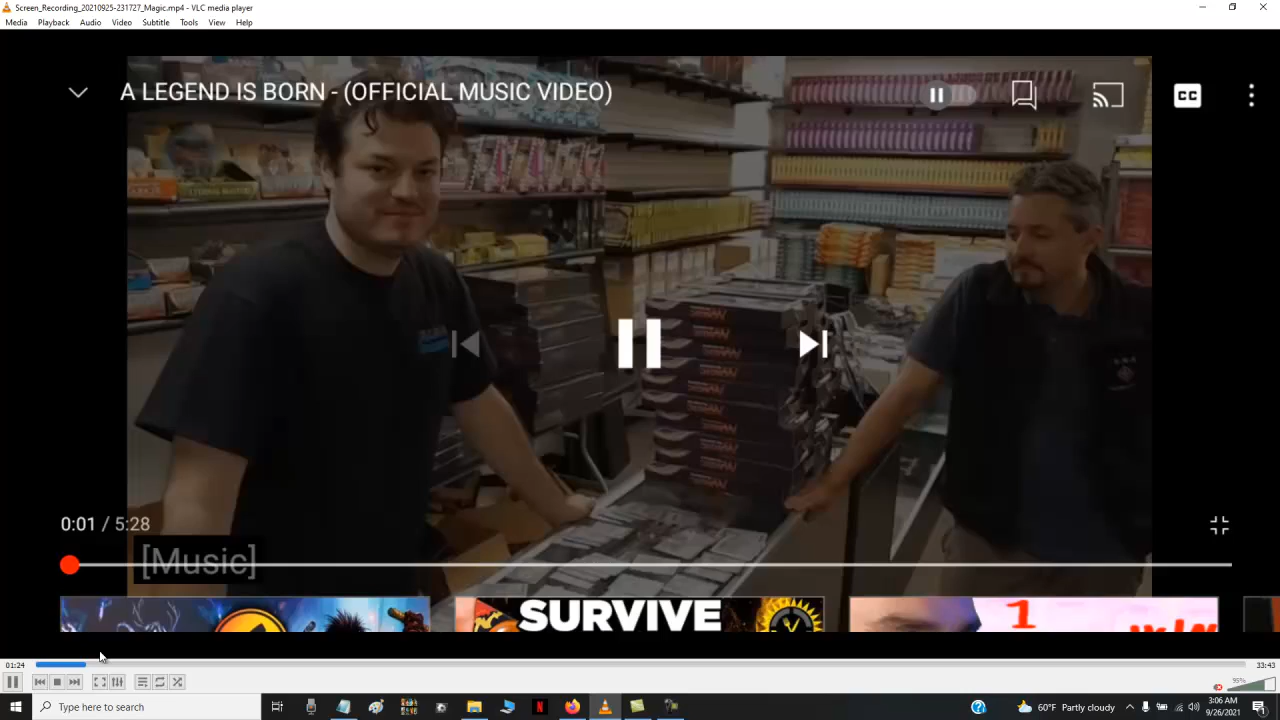 Screen_Recording_20210925-231727_Magic.mp4 - VLC media player
Media Playback Audio Video Subtitle Tools View Help
A LEGEND IS BORN - (OFFICIAL MUSIC VIDEO)
CC
0:01 / 5:28
[Music]
SURVIVE
1
01:24
33:43
95%
Type here to search
60°F Partly cloudy
3:06 AM
9/26/2021